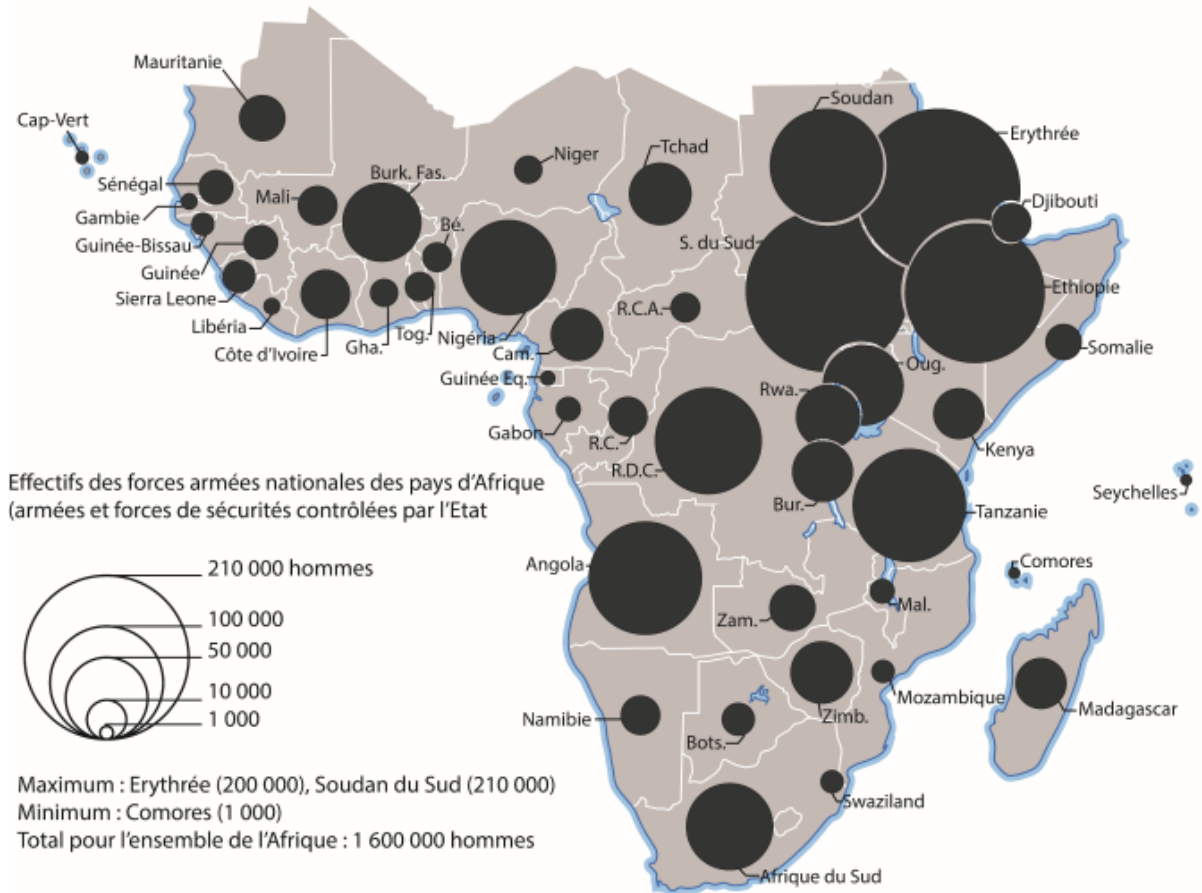 Mauritanie
Soudan
Cap-Vert
Erythrée
Tchad
Niger
Burk. Fas.
Sénégal
Mali
Djibouti
Gambie
Bé.
Guinée-Bissau
S. du Sud
Guinée
Ethiopie
Sierra Leone
R.C.A.
Libéria
Côte d'Ivoire
Gha.
Tog.
Nigéria
Cam.
Somalie
Oug.
Guinée Eq.
Rwa.
Gabon
R.C.
Kenya
R.D.C.
Effectifs des forces armées nationales des pays d'Afrique
(armées et forces de sécurités contrôlées par l'Etat
Seychelles
Bur.
Tanzanie
Angola
Comores
210 000 hommes
Mal.
100 000
Zam.
50 000
10 000
Mozambique
1 000
Namibie
Zimb.
Madagascar
Bots.
Maximum : Erythrée (200 000), Soudan du Sud (210 000)
Minimum : Comores (1 000)
Swaziland
Total pour l'ensemble de l'Afrique : 1 600 000 hommes
Afrique du Sud